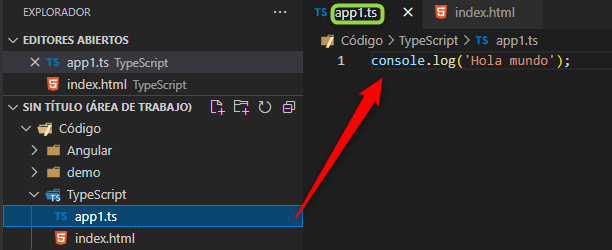 EXPLORADOR
EDITORES ABIERTOS
TS app1.ts TypeScript
index.html TypeScript
SIN TÍTULO (ÁREA DE TRABAJO)
Código
Angular
demo
TypeScript
TS app1.ts
index.html
TS app1.ts
index.html
Código > TypeScript > TS app1.ts
1 console.log('Hola mundo');